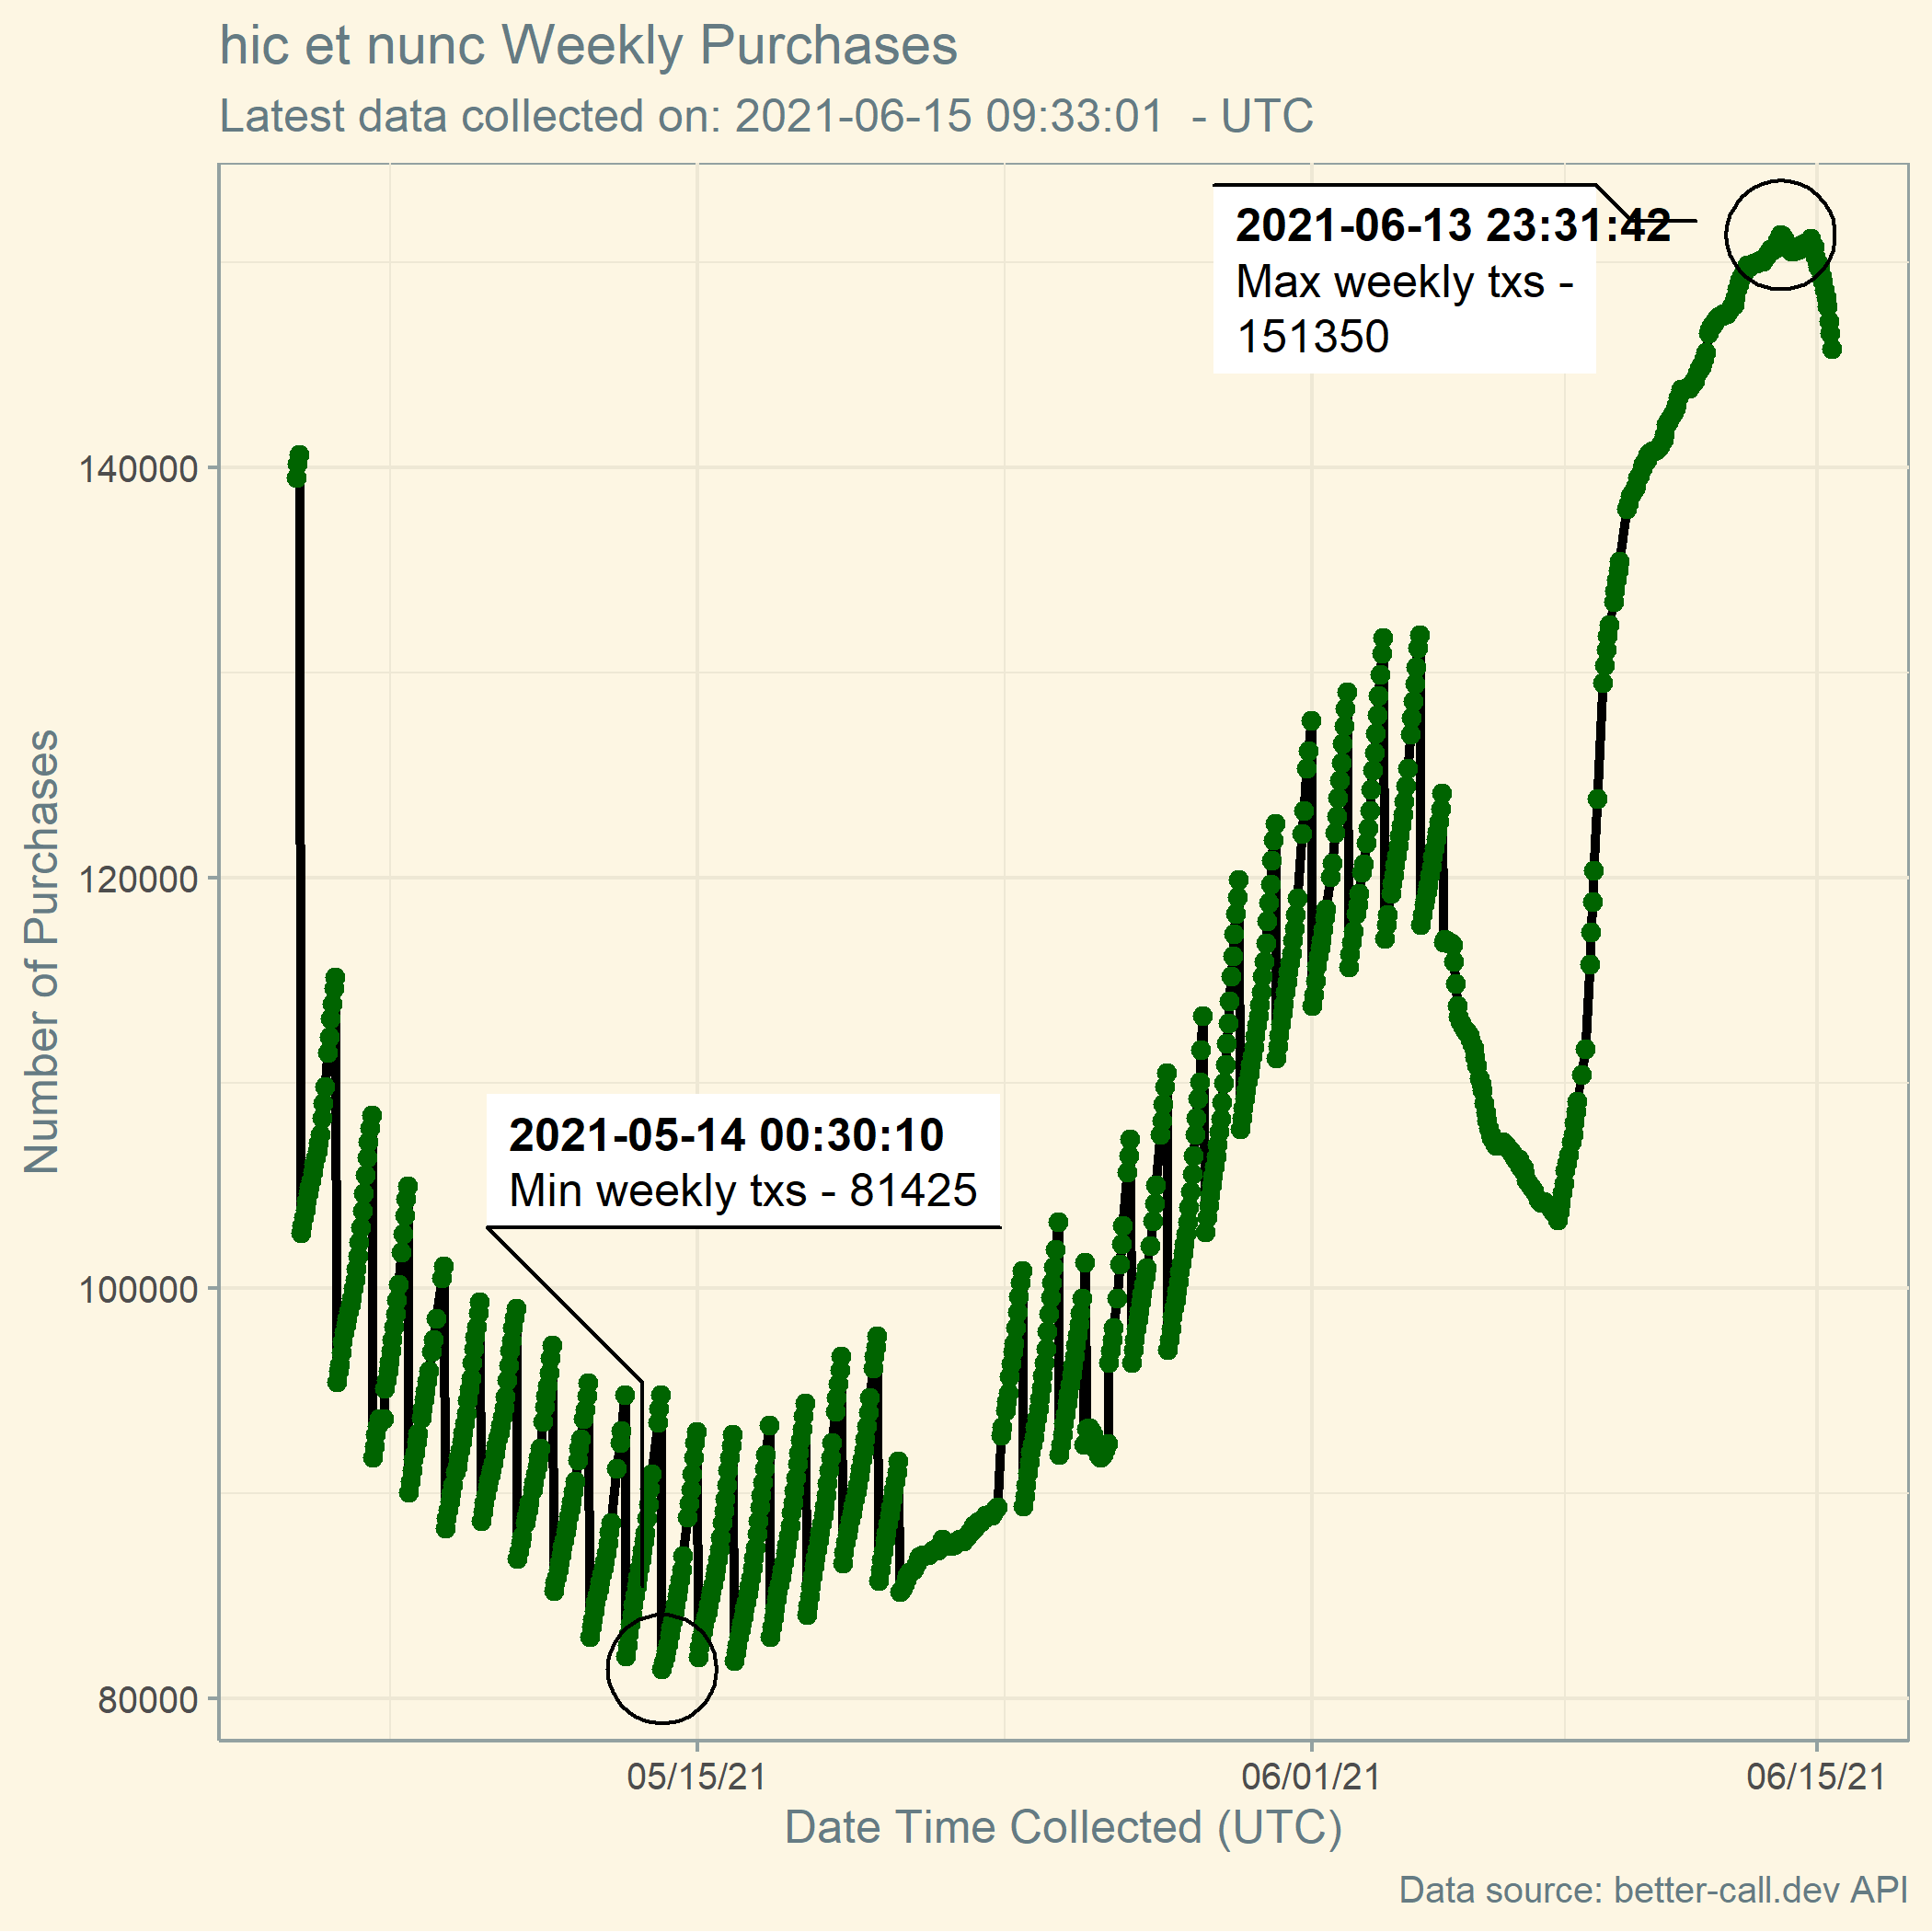 hic et nunc Weekly Purchases
Latest data collected on: 2021-06-15 09:33:01  - UTC
2021-06-13 23:31:42
Max weekly txs -
151350
140000
120000
100000
80000
Number of Purchases
2021-05-14 00:30:10
Min weekly txs - 81425
05/15/21
06/01/21
06/15/21
Date Time Collected (UTC)
Data source: better-call.dev API